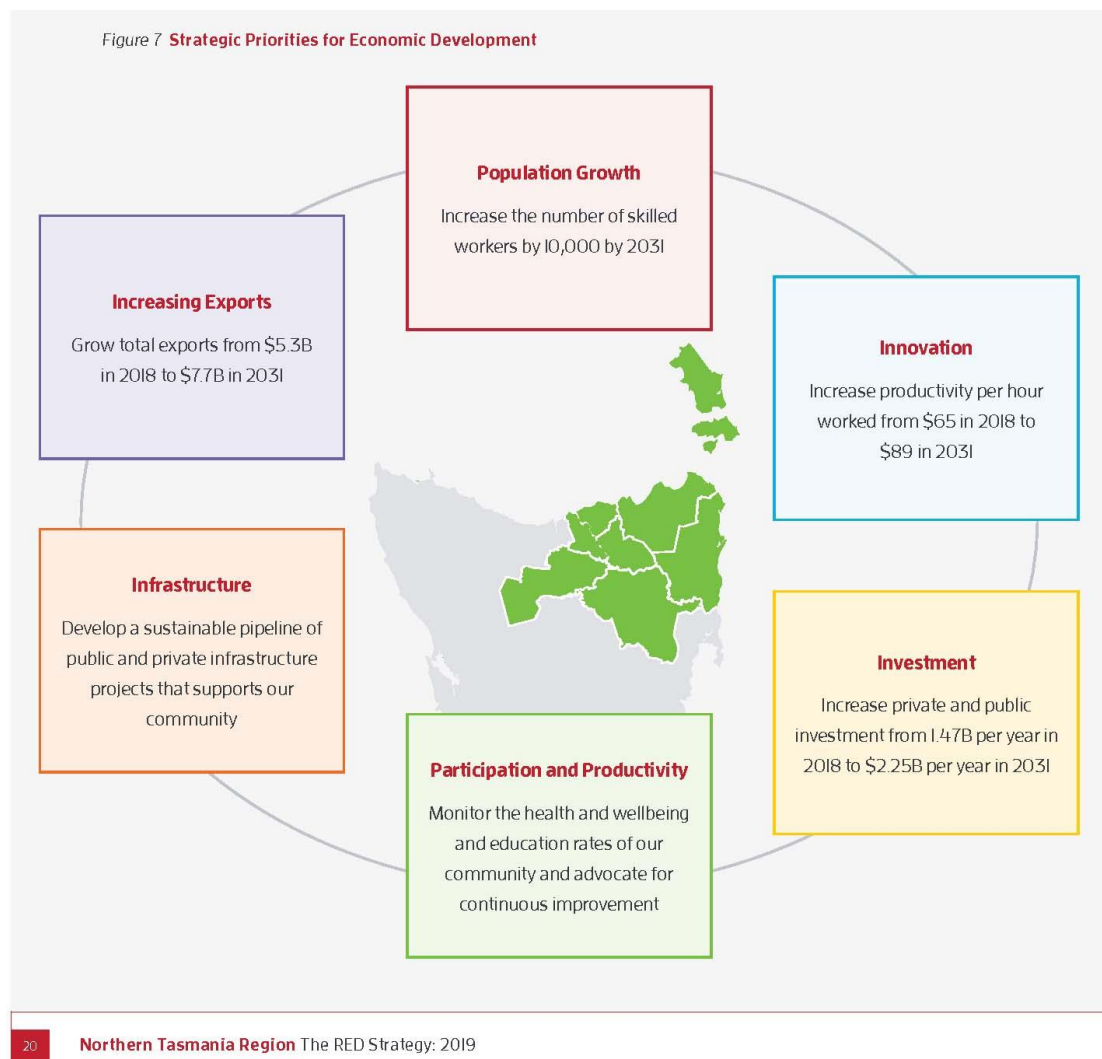 Figure 7 Strategic Priorities for Economic Development
Population Growth
Increase the number of skilled
workers by 10,000 by 2031
Innovation
Increase productivity per hour
worked from $65 in 2018 to
$89 in 2031
Investment
Increase private and public
investment from 1.47B per year in
2018 to $2.25B per year in 2031
Participation and Productivity
Monitor the health and wellbeing
and education rates of our
community and advocate for
continuous improvement
Infrastructure
Develop a sustainable pipeline of
public and private infrastructure
projects that supports our
community
Increasing Exports
Grow total exports from $5.3B
in 2018 to $7.7B in 2031
20 Northern Tasmania Region The RED Strategy: 2019